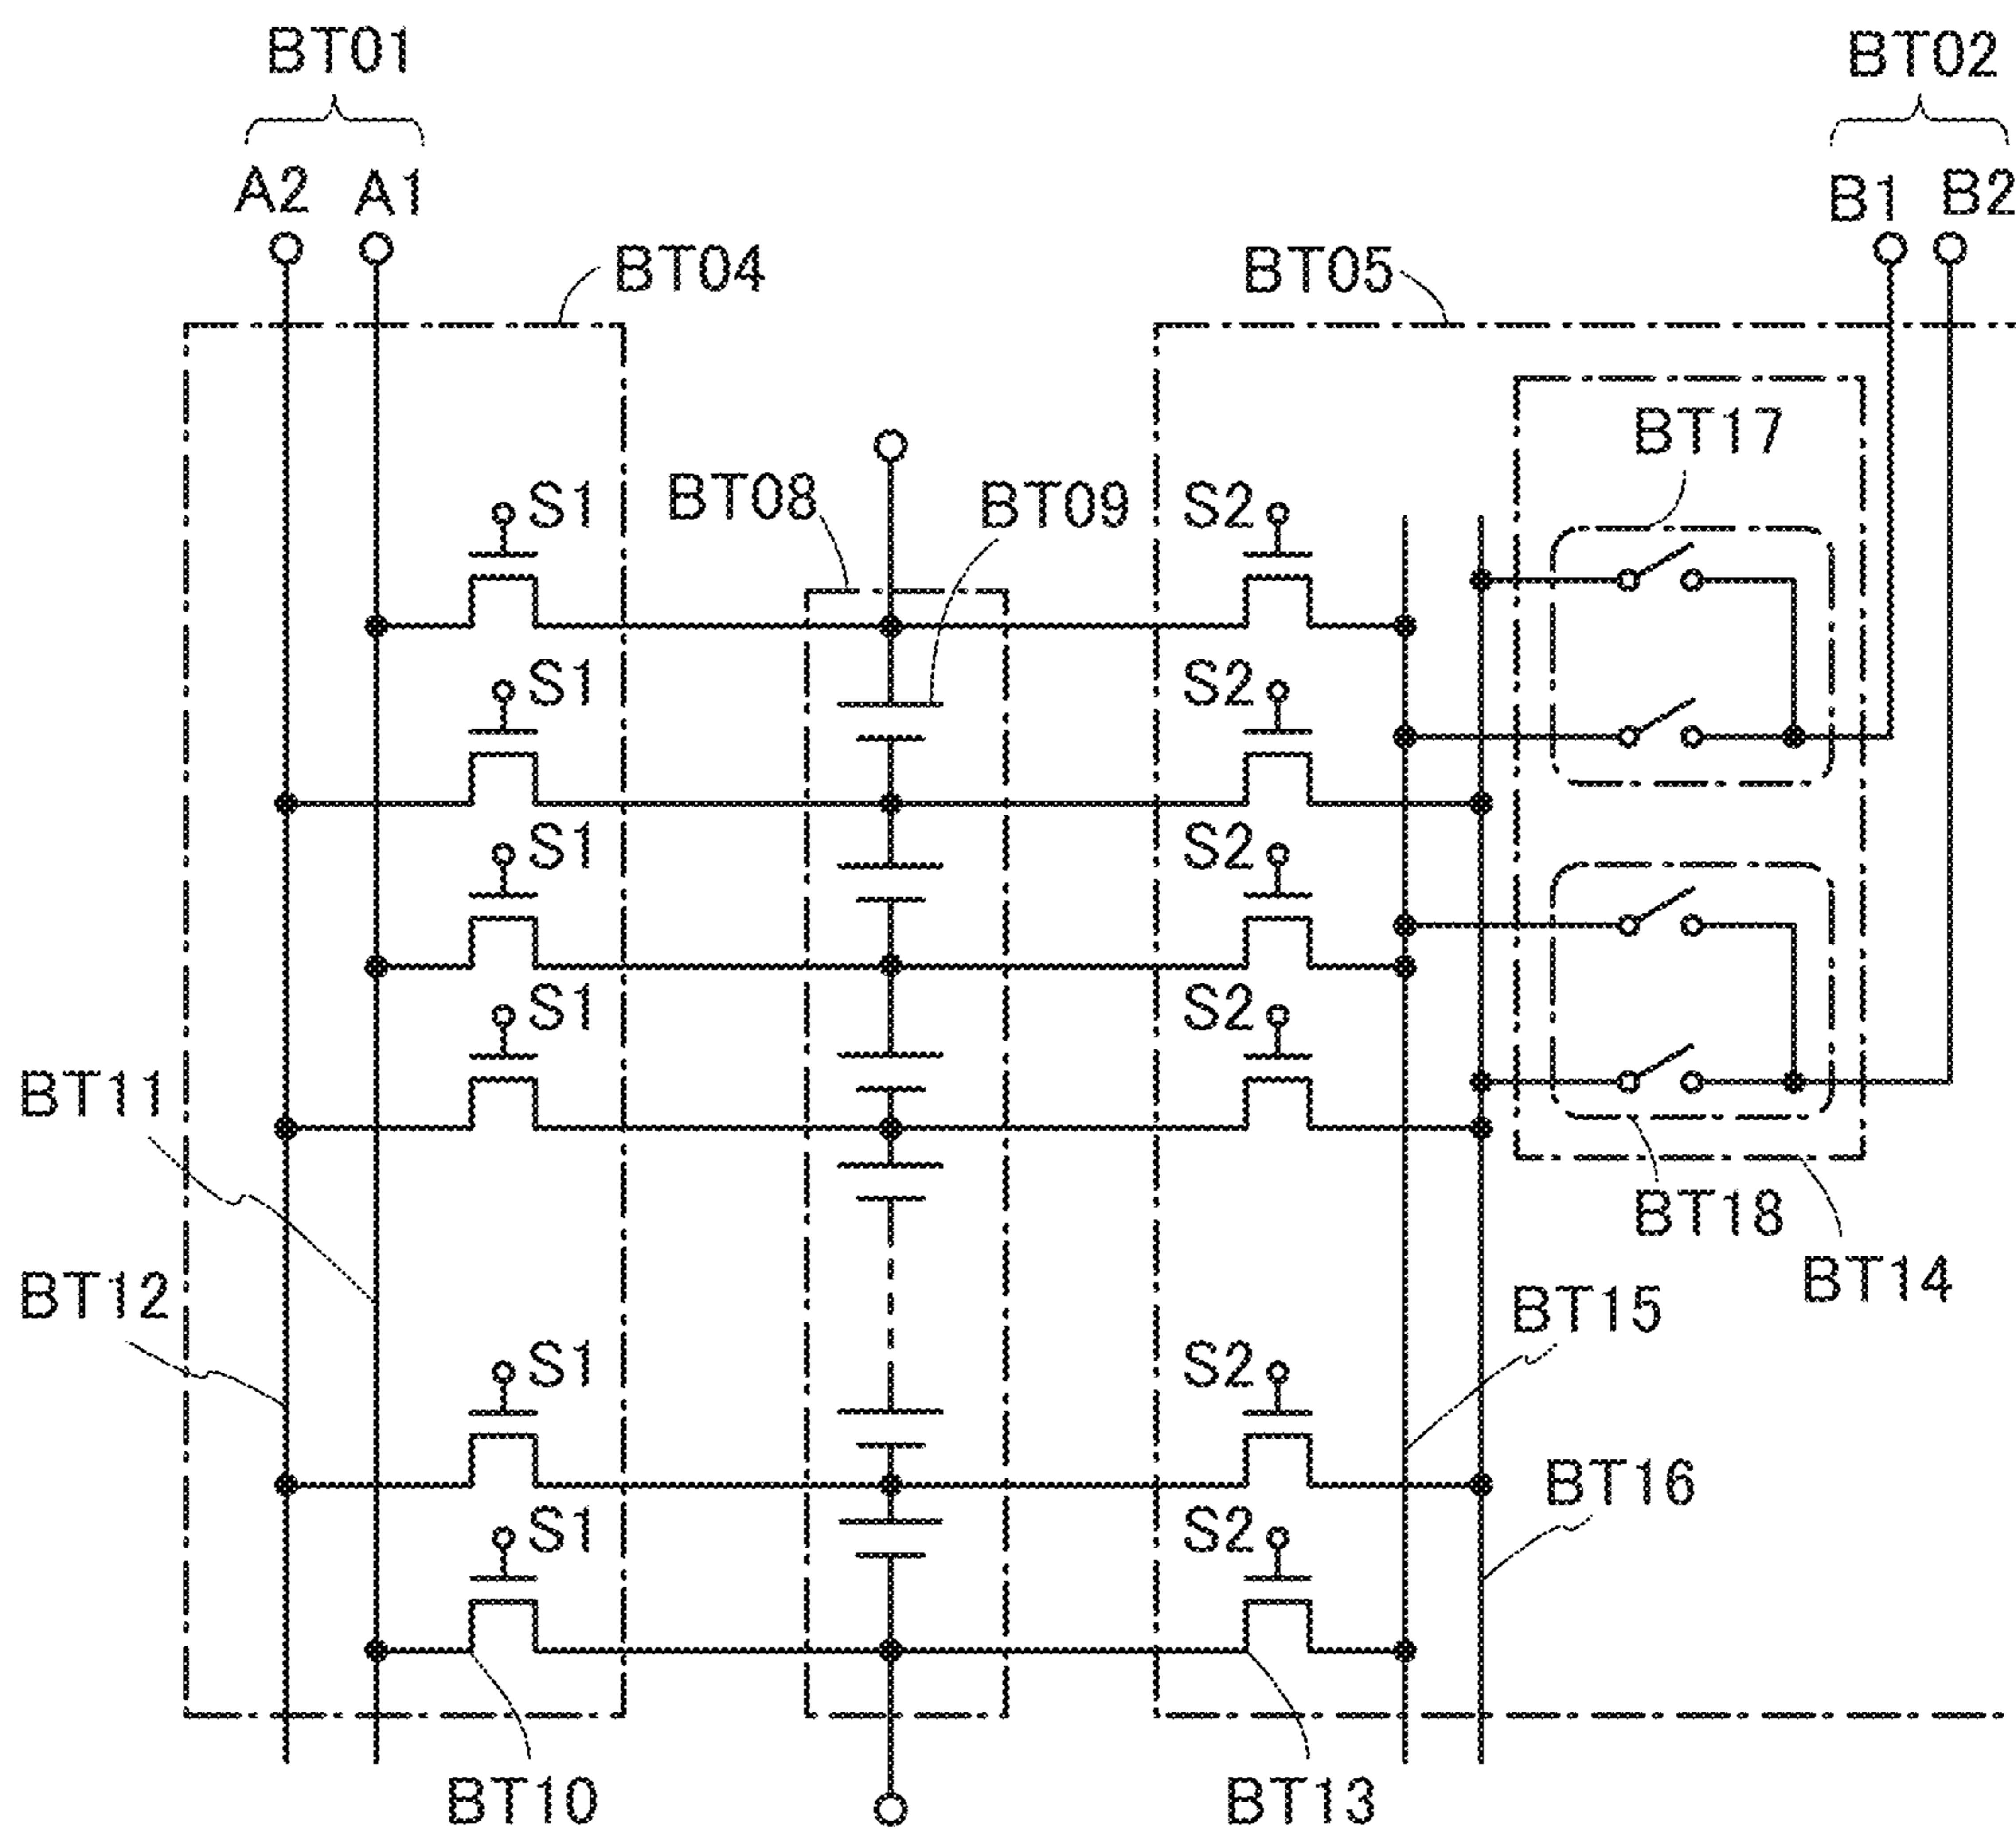 BT01
BT02
A2 A1
B1 B2
BT04
BT05
BT17
BT08
BT09
S1
S2
S1
S2
S1
S2
S1
S2
BT11
BT18
BT14
BT12
BT15
S1
S2
BT16
S1
S2
BT10
BT13